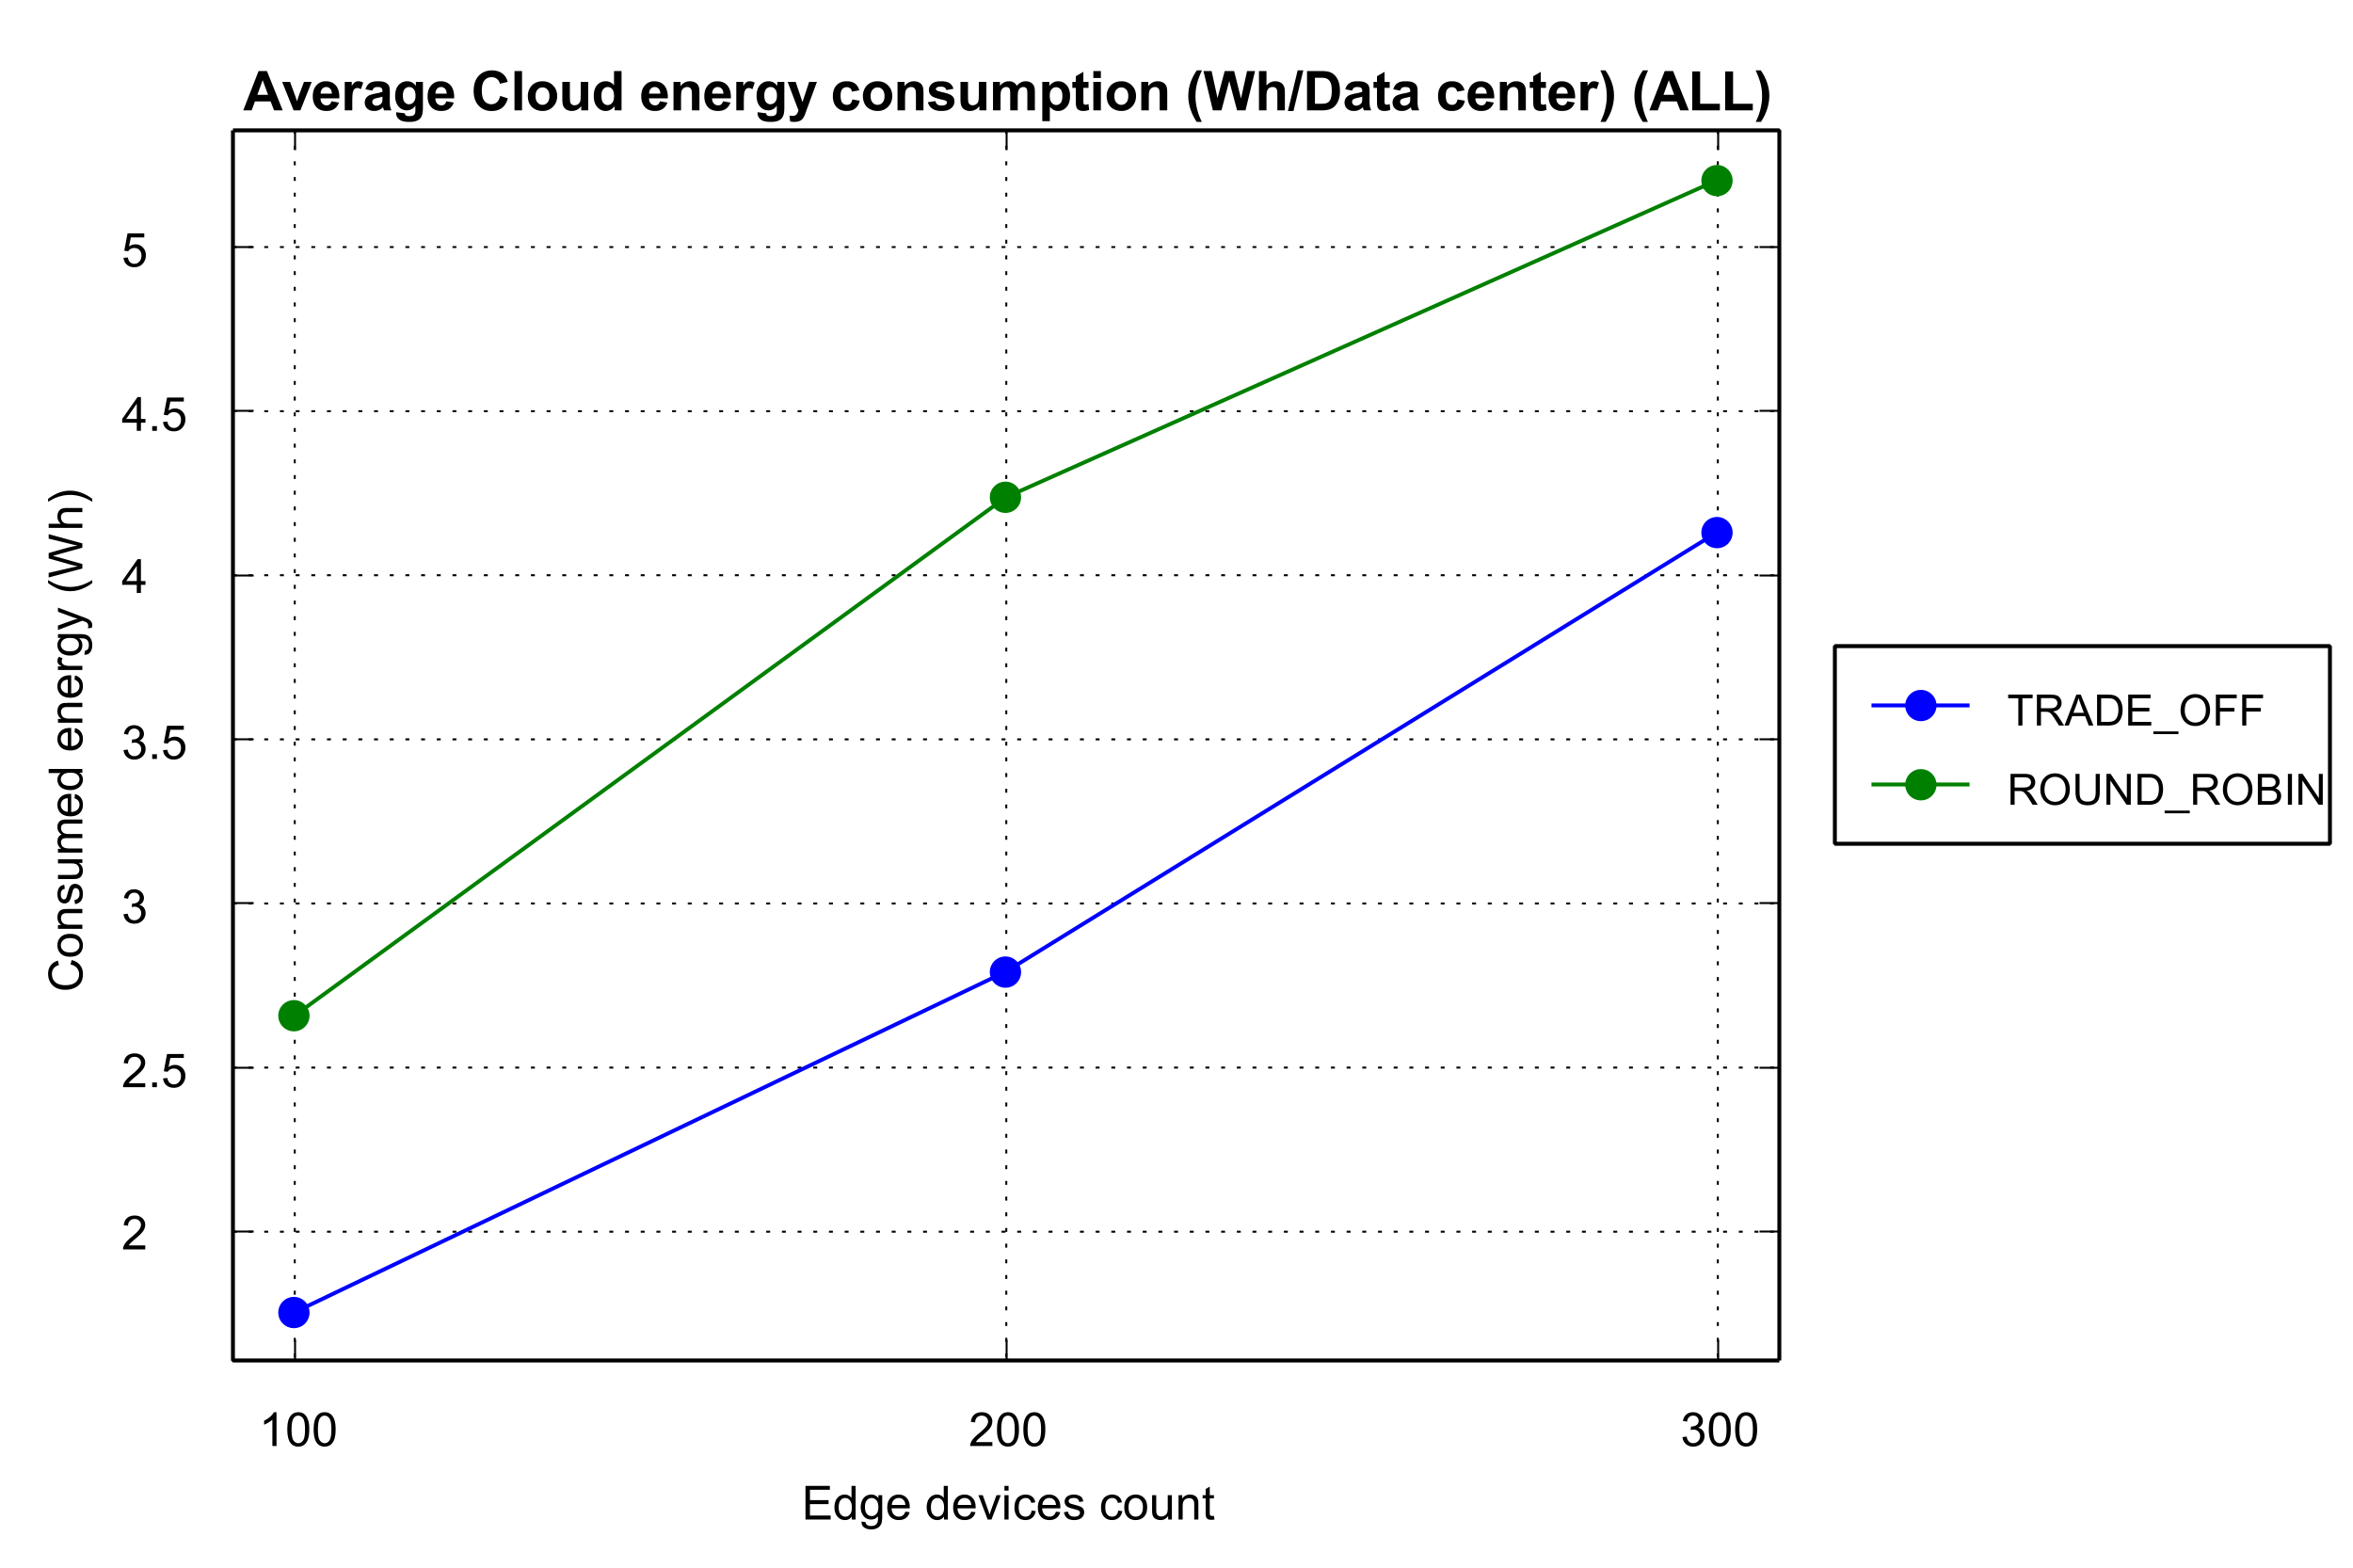 Average Cloud energy consumption (Wh/Data center) (ALL)
5
4.5
4
3.5
3
2.5
2
Consumed energy (Wh)
100
200
300
Edge devices count
TRADE_OFF
ROUND_ROBIN